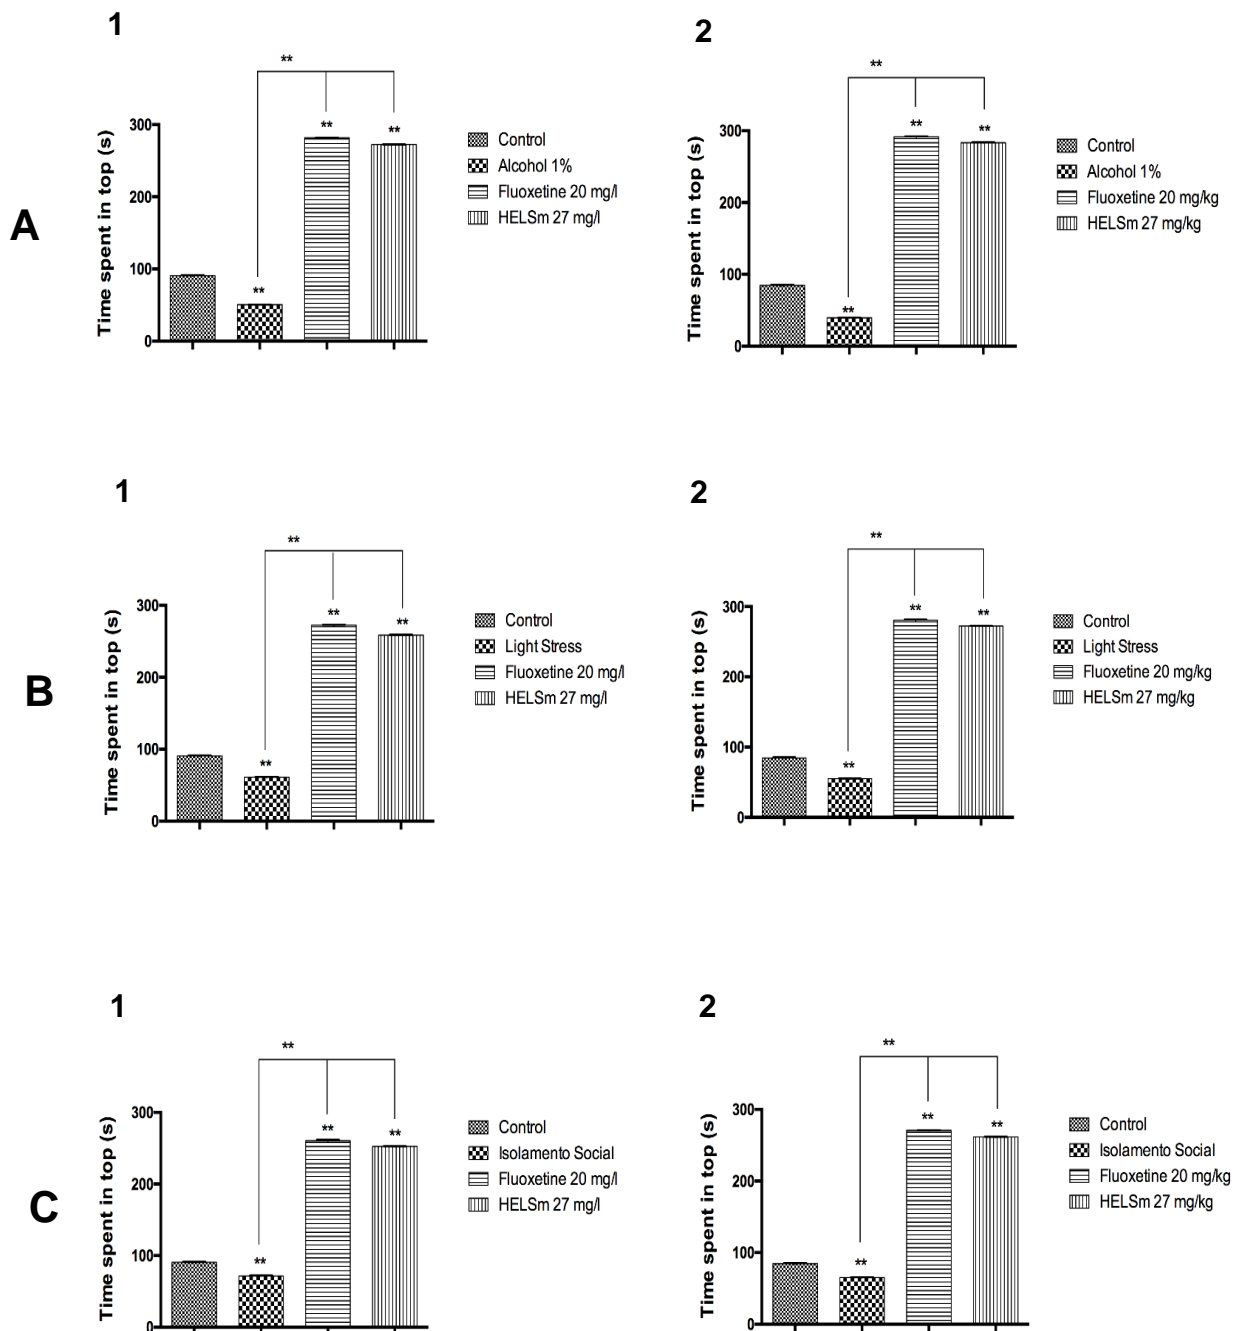 1
2
**
**
**
**
**
**
Time spent in top (s)
300
200
100
0
**
**
Control
Alcohol 1%
Fluoxetine 20 mg/l
HELSm 27 mg/l
Time spent in top (s)
300
200
100
0
Control
Alcohol 1%
Fluoxetine 20 mg/kg
HELSm 27 mg/kg
A
1
2
**
**
**
**
**
**
Time spent in top (s)
300
200
100
0
**
**
Control
Light Stress
Fluoxetine 20 mg/l
HELSm 27 mg/l
Time spent in top (s)
300
200
100
0
Control
Light Stress
Fluoxetine 20 mg/kg
HELSm 27 mg/kg
B
1
2
**
**
**
**
**
**
Time spent in top (s)
300
200
100
0
**
**
Control
Isolamento Social
Fluoxetine 20 mg/l
HELSm 27 mg/l
Time spent in top (s)
300
200
100
0
Control
Isolamento Social
Fluoxetine 20 mg/kg
HELSm 27 mg/kg
C